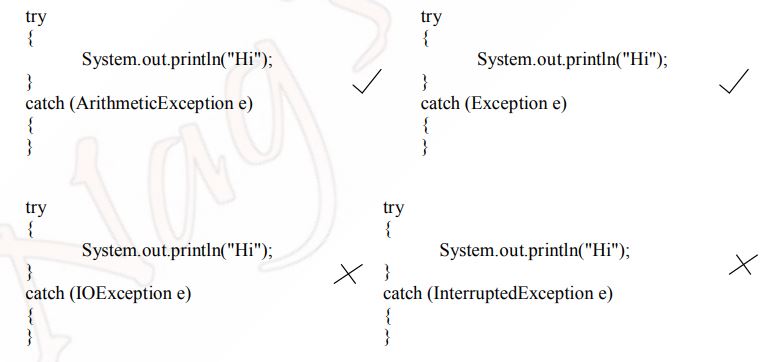 try
{
System.out.println("Hi");
}
catch (ArithmeticException e)
{
}
try
{
System.out.println("Hi");
}
catch (Exception e)
{
}
try
{
System.out.println("Hi");
}
catch (IOException e)
{
}
try
{
System.out.println("Hi");
}
catch (InterruptedException e)
{
}
Nag's